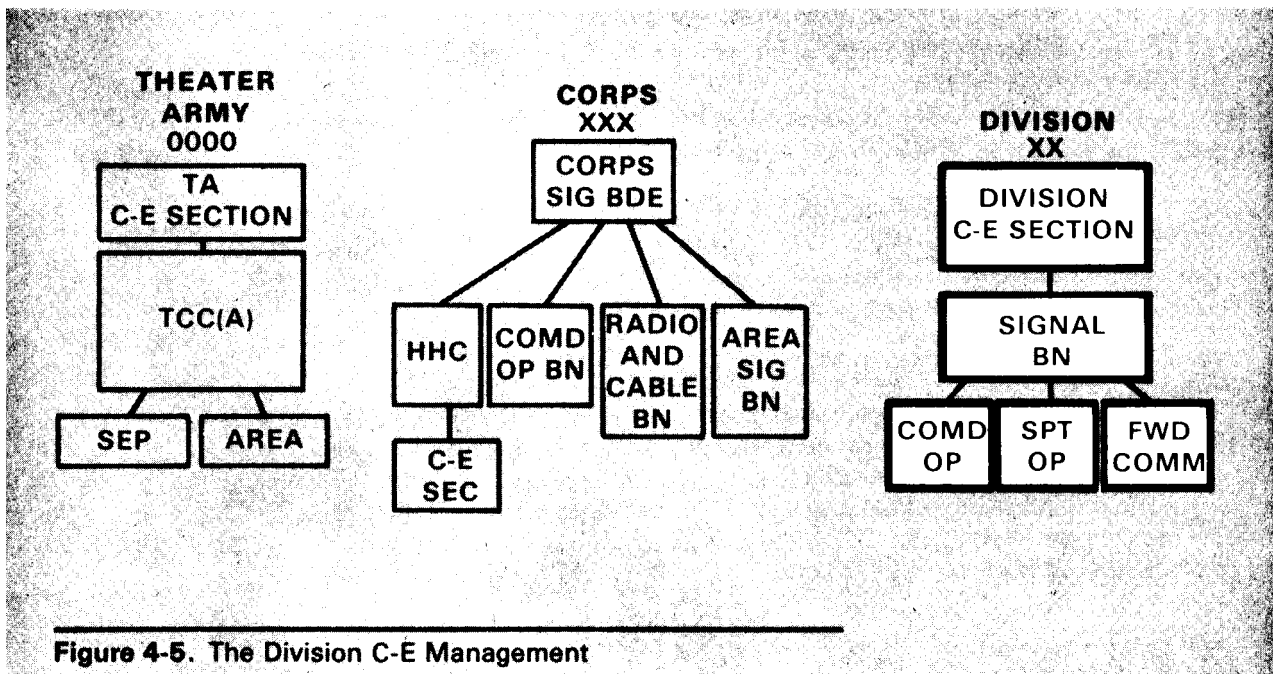 THEATER
ARMY
0000
TA
C-E SECTION
TCC(A)
SEP
AREA
CORPS
XXX
CORPS
SIG BDE
HHC
COMD
OP BN
RADIO
AND
CABLE
BN
AREA
SIG
BN
C-E
SEC
DIVISION
XX
DIVISION
C-E SECTION
SIGNAL
BN
COMD
OP
SPT
OP
FWD
COMM
Figure 4-5. The Division C-E Management